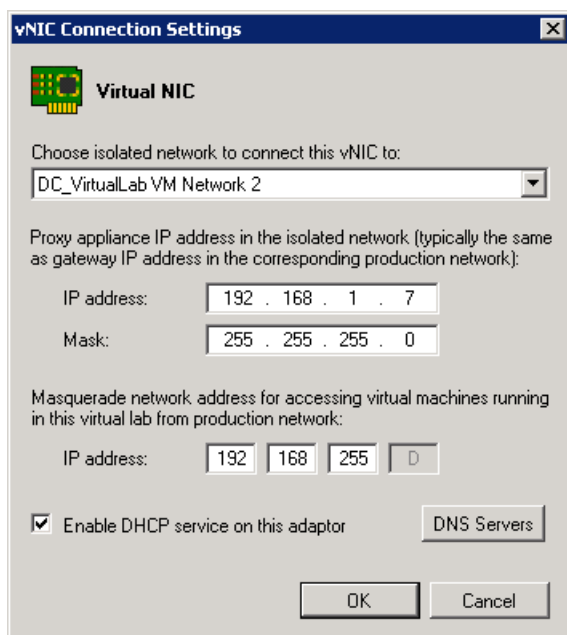 vNIC Connection Settings
Virtual NIC
Choose isolated network to connect this vNIC to:
DC_VirtualLab VM Network 2
Proxy appliance IP address in the isolated network (typically the same
as gateway IP address in the corresponding production network):
IP address: 192 . 168 . 1 . 7
Mask: 255 . 255 . 255 . 0
Masquerade network address for accessing virtual machines running
in this virtual lab from production network:
IP address: 192 168 255 D
Enable DHCP service on this adaptor DNS Servers
OK Cancel